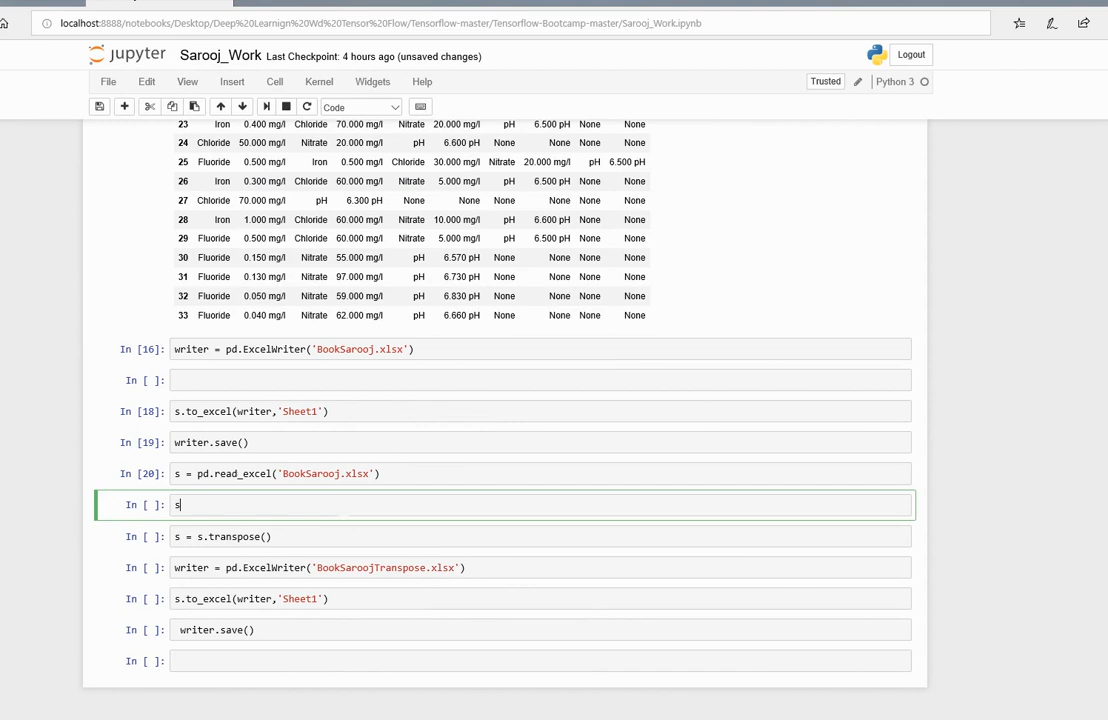 localhost:8888/notebooks/Desktop/Deep%20Learnign%20Wd%20Tensor%20Flow/Tensorflow-master/Tensorflow-Bootcamp-master/Sarooj_Work.ipynb
jupyter Sarooj_Work Last Checkpoint: 4 hours ago (unsaved changes) Logout
File Edit View Insert Cell Kernel Widgets Help Trusted Python 3
Code
23 Iron 0.400 mg/l Chloride 70.000 mg/l Nitrate 20.000 mg/l pH 6.500 pH None None
24 Chloride 50.000 mg/l Nitrate 20.000 mg/l pH 6.600 pH None None None None
25 Fluoride 0.500 mg/l Iron 0.500 mg/l Chloride 30.000 mg/l Nitrate 20.000 mg/l pH 6.500 pH
26 Iron 0.300 mg/l Chloride 60.000 mg/l Nitrate 5.000 mg/l pH 6.500 pH None None
27 Chloride 70.000 mg/l pH 6.300 pH None None None None None None
28 Iron 1.000 mg/l Chloride 60.000 mg/l Nitrate 10.000 mg/l pH 6.600 pH None None
29 Fluoride 0.500 mg/l Chloride 60.000 mg/l Nitrate 5.000 mg/l pH 6.500 pH None None
30 Fluoride 0.150 mg/l Nitrate 55.000 mg/l pH 6.570 pH None None None None
31 Fluoride 0.130 mg/l Nitrate 97.000 mg/l pH 6.730 pH None None None None
32 Fluoride 0.050 mg/l Nitrate 59.000 mg/l pH 6.830 pH None None None None
33 Fluoride 0.040 mg/l Nitrate 62.000 mg/l pH 6.660 pH None None None None
In [16]: writer = pd.ExcelWriter('BookSarooj.xlsx')
In [ ]:
In [18]: s.to_excel(writer,'Sheet1')
In [19]: writer.save()
In [20]: s = pd.read_excel('BookSarooj.xlsx')
In [ ]: s
In [ ]: s = s.transpose()
In [ ]: writer = pd.ExcelWriter('BookSaroojTranspose.xlsx')
In [ ]: s.to_excel(writer,'Sheet1')
In [ ]: writer.save()
In [ ]: